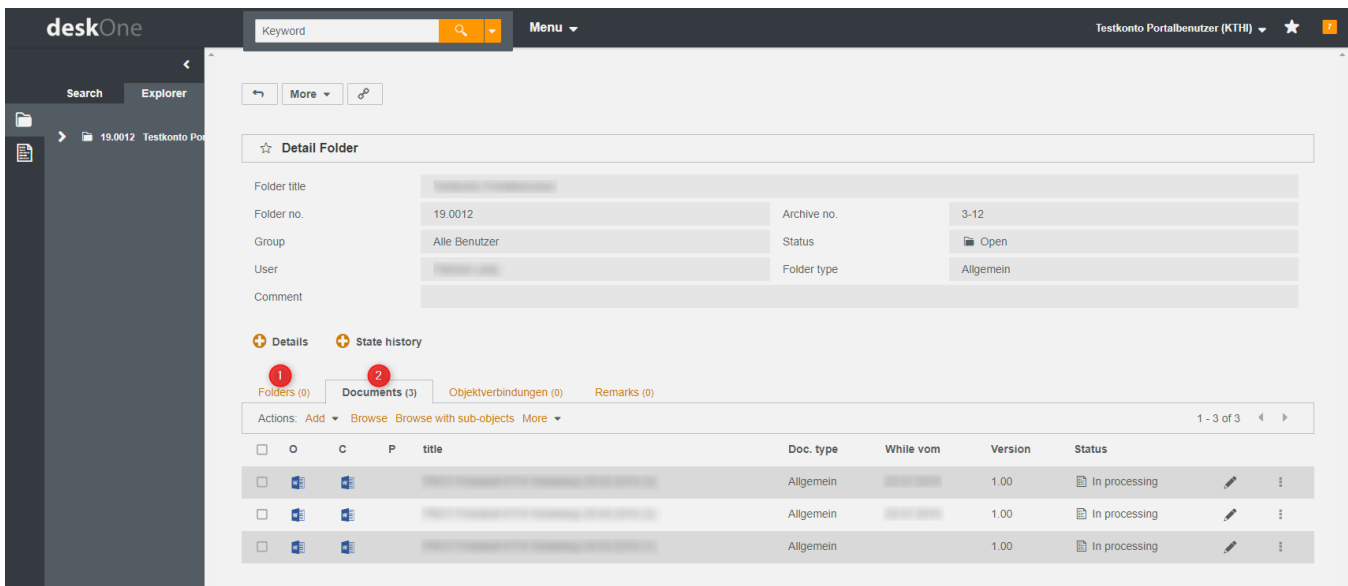 deskOne
Keyword
Menu
Testkonto Portalbenutzer (KTHI)
7
Search Explorer
19.0012 Testkonto Por
More
Detail Folder
Folder title
Folder no. 19.0012 Archive no. 3-12
Group Alle Benutzer Status Open
User Folder type Allgemein
Comment
Details State history
1 2
Folders (0) Documents (3) Objektverbindungen (0) Remarks (0)
Actions: Add Browse Browse with sub-objects More 1 - 3 of 3
O C P title Doc. type While vom Version Status
Allgemein 1.00 In processing
Allgemein 1.00 In processing
Allgemein 1.00 In processing